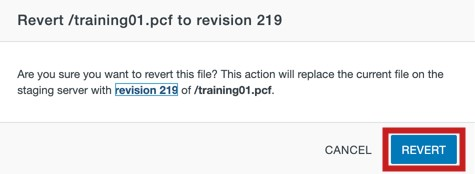 Revert /training01.pcf to revision 219
Are you sure you want to revert this file? This action will replace the current file on the
staging server with revision 219 of /training01.pcf.
CANCEL REVERT